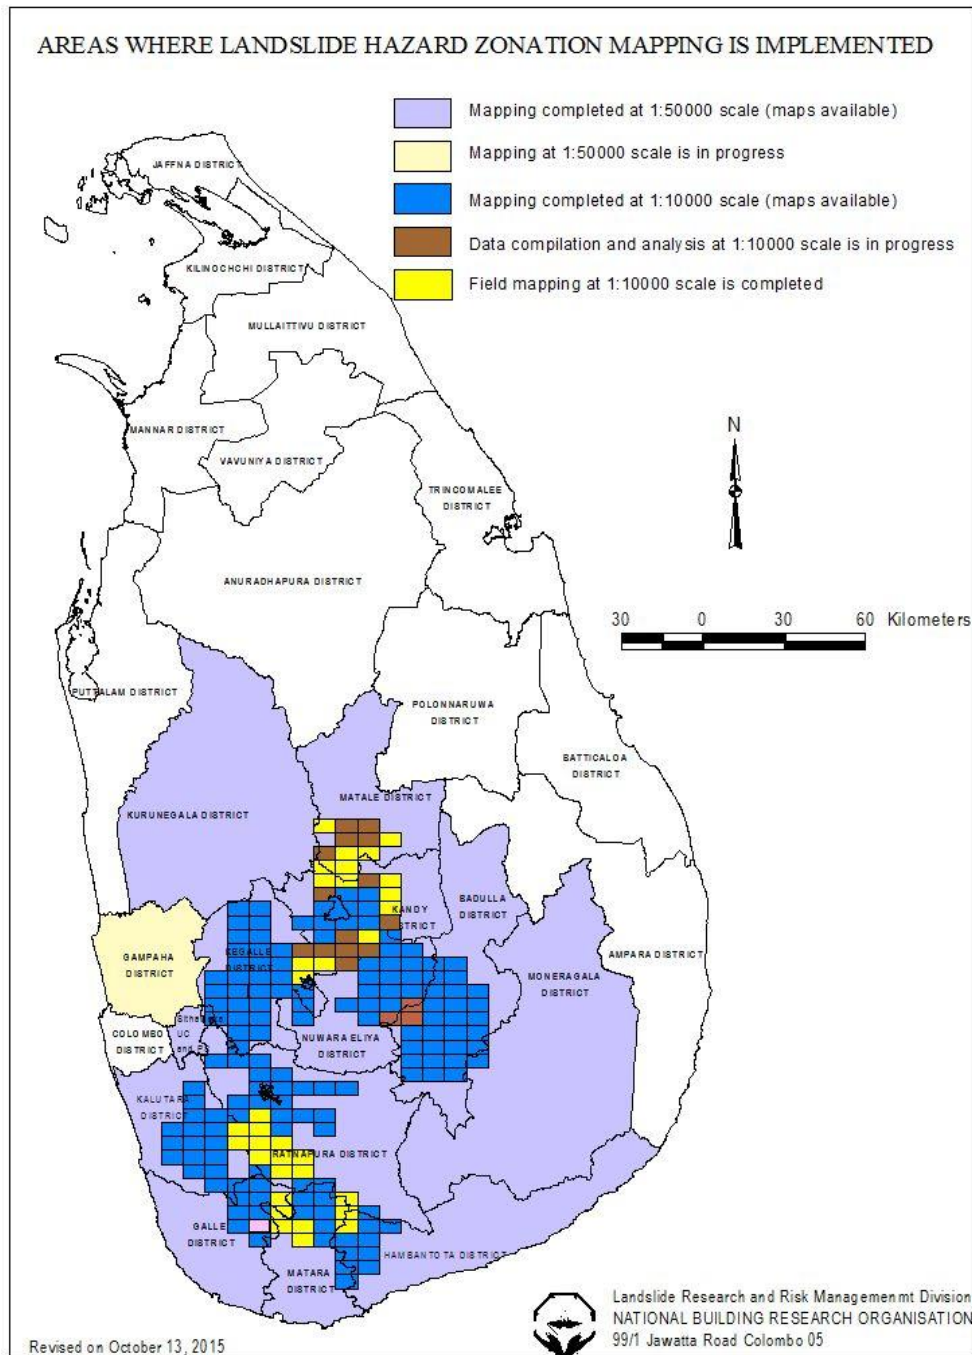 AREAS WHERE LANDSLIDE HAZARD ZONATION MAPPING IS IMPLEMENTED
Mapping completed at 1:50000 scale (maps available)
Mapping at 1:50000 scale is in progress
Mapping completed at 1:10000 scale (maps available)
Data compilation and analysis at 1:10000 scale is in progress
Field mapping at 1:10000 scale is completed
JAFFNA DISTRICT
KILINOCHCHI DISTRICT
MULLAITTIVU DISTRICT
MANNAR DISTRICT
VAVUNIYA DISTRICT
TRINCOMALEE
DISTRICT
N
ANURADHAPURA DISTRICT
30 0 30 60 Kilometers
PUTTALAM DISTRICT
POLONNARUWA
DISTRICT
BATTICALOA
DISTRICT
MATALE DISTRICT
KURUNEGALA DISTRICT
BADULLA
DISTRICT
KANDY
DISTRICT
GAMPAHA
DISTRICT
KEGALLE
DISTRICT
AMPARA DISTRICT
MONERAGALA
DISTRICT
COLOMBO
DISTRICT
UC
and PS
NUWARA ELIYA
DISTRICT
KALUTARA
DISTRICT
RATNAPURA DISTRICT
GALLE
DISTRICT
HAMBANTOTA DISTRICT
MATARA
DISTRICT
Landslide Research and Risk Managemenmt Division
NATIONAL BUILDING RESEARCH ORGANISATION
99/1 Jawatta Road Colombo 05
Revised on October 13, 2015